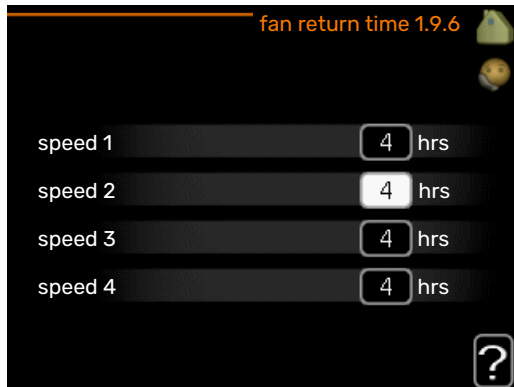 fan return time 1.9.6
speed 1 4 hrs
speed 2 4 hrs
speed 3 4 hrs
speed 4 4 hrs
?